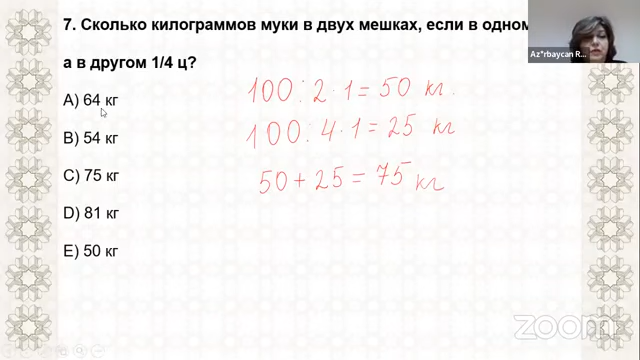 7. Сколько килограммов муки в двух мешках, если в одном
а в другом 1/4 ц?
A) 64 кг
B) 54 кг
C) 75 кг
D) 81 кг
E) 50 кг
100 : 2 · 1 = 50 кг.
100 : 4 · 1 = 25 кг
50 + 25 = 75 кг
Az*rbaycan R...
zoom